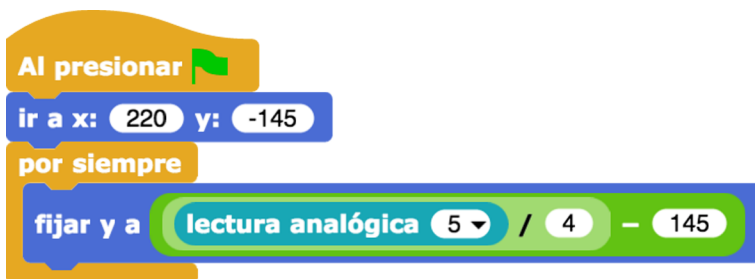 Al presionar
ir a x: 220 y: -145
por siempre
fijar y a lectura analógica 5 / 4 − 145